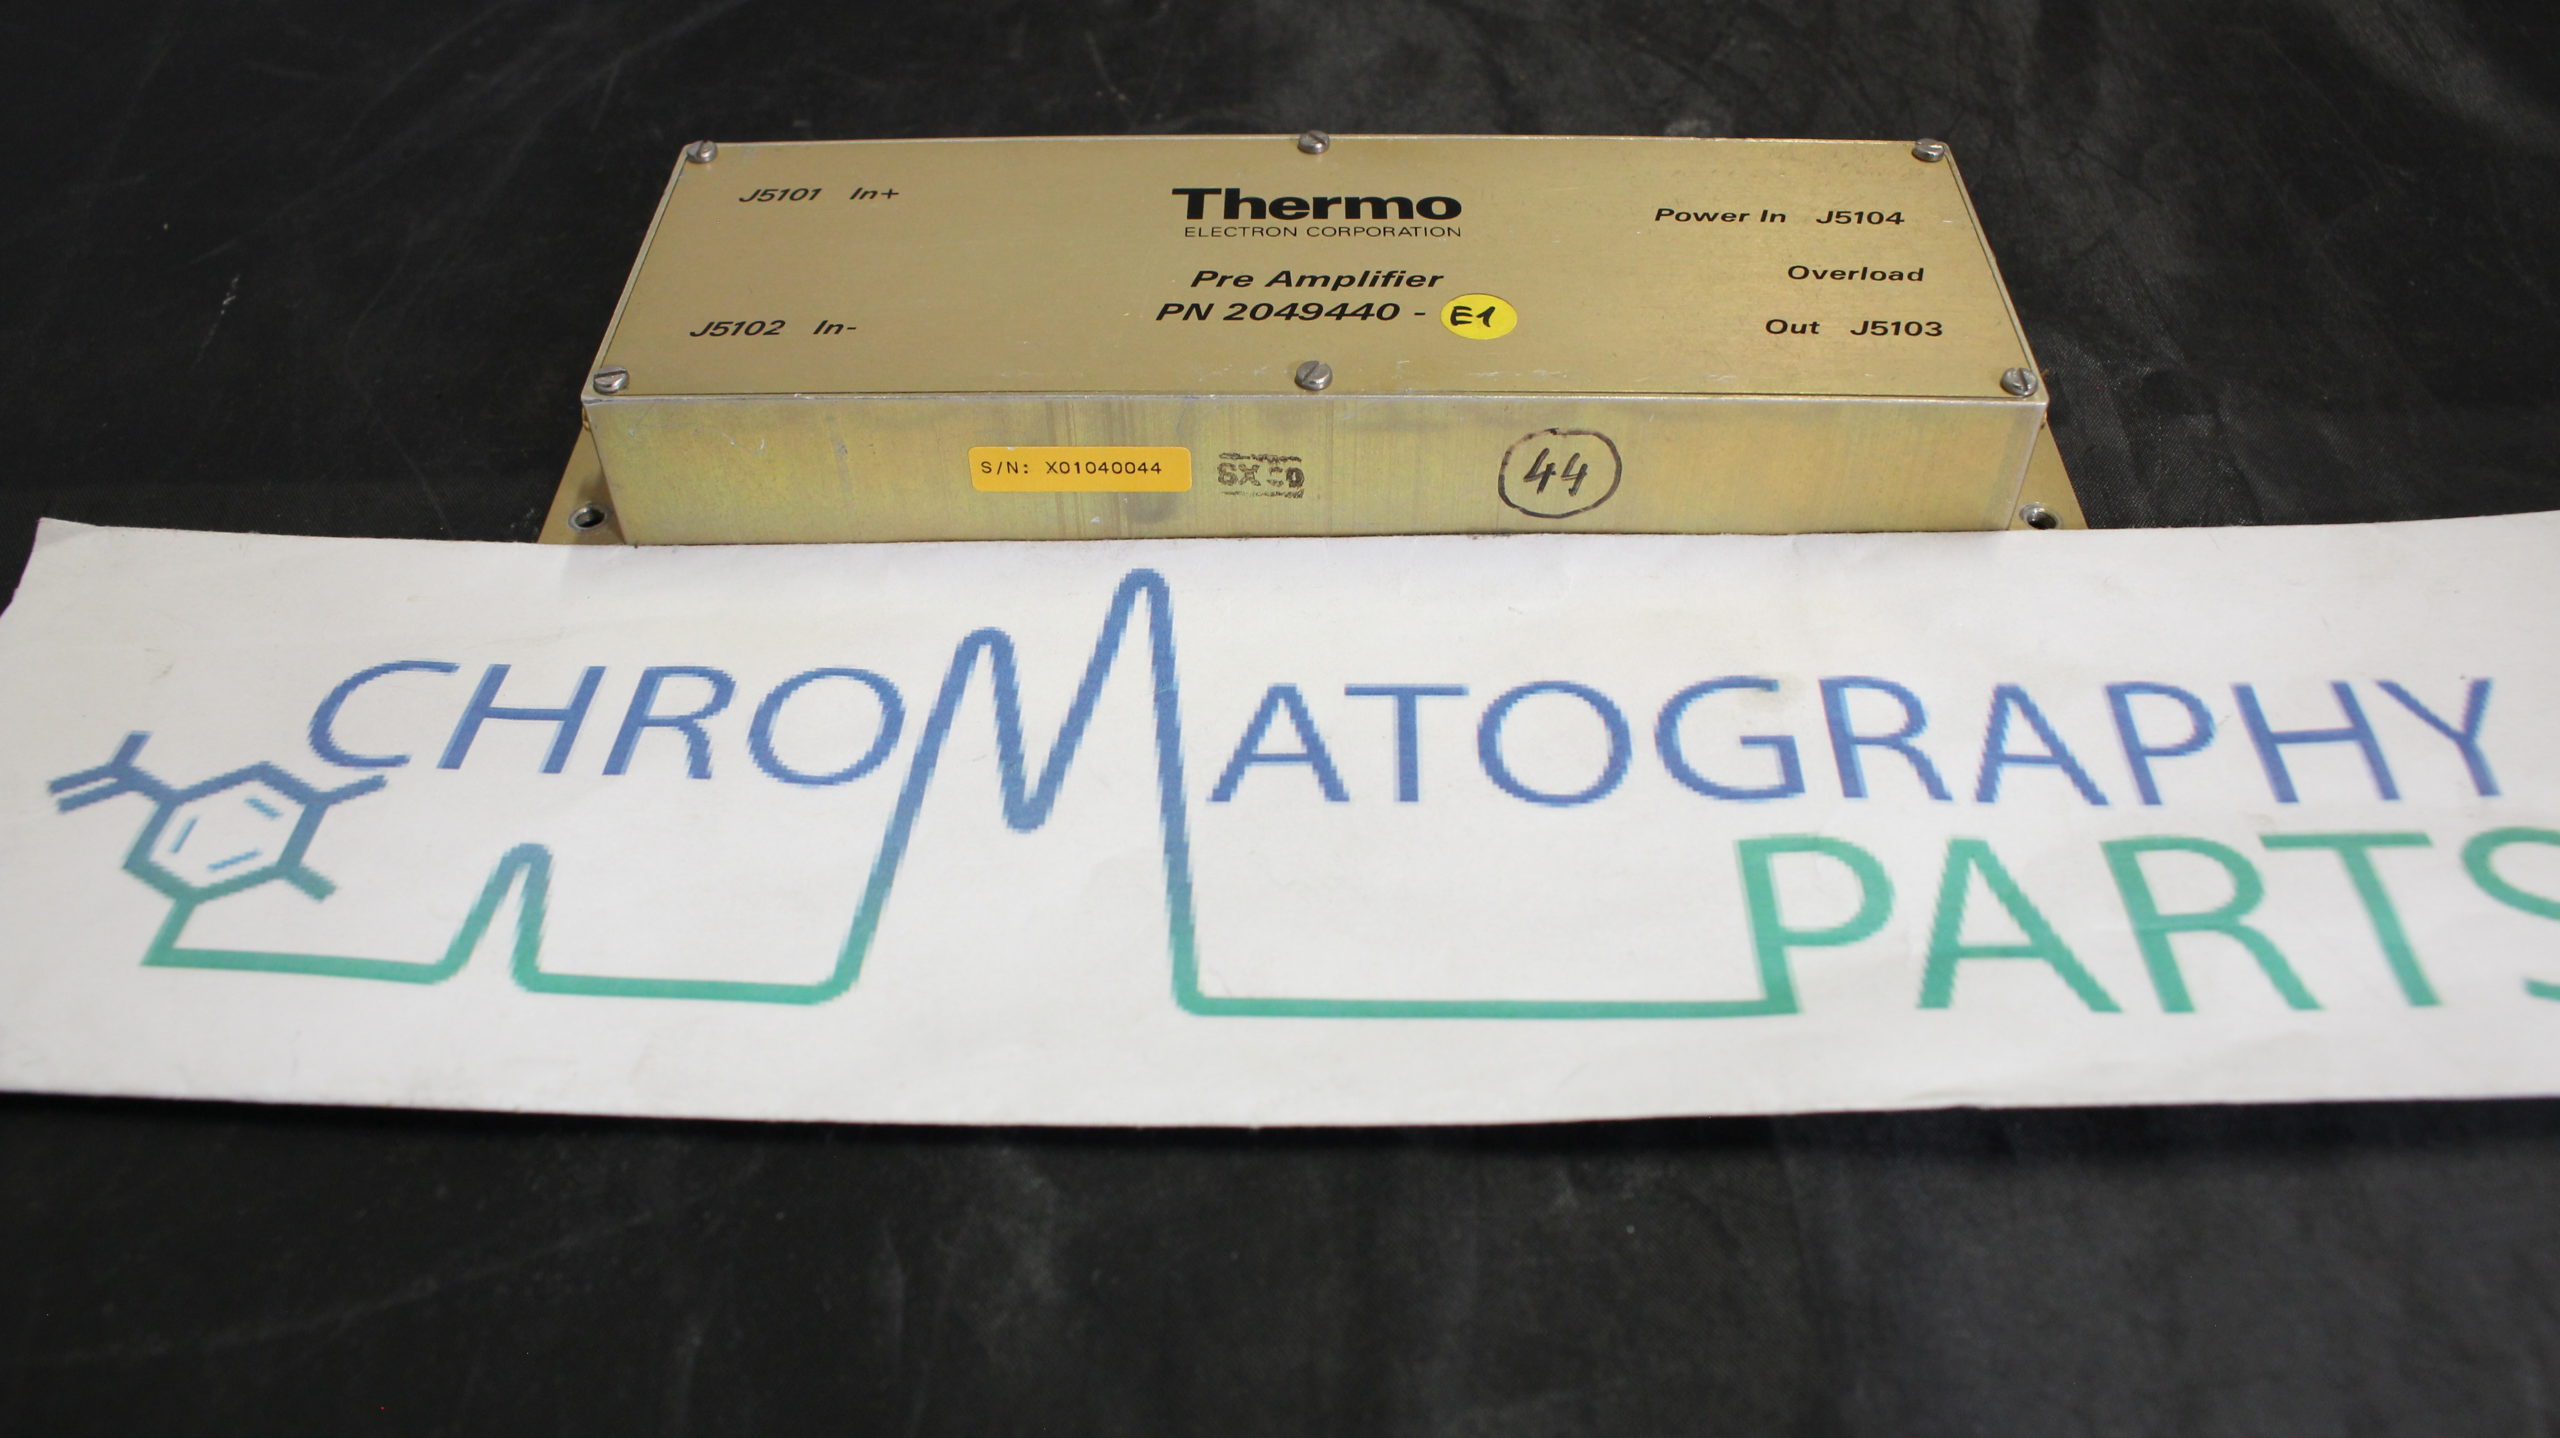 J5101 In+
Thermo
ELECTRON CORPORATION
Power In J5104
Pre Amplifier
Overload
PN 2049440 - E1
J5102 In-
Out J5103
S/N: X01040044
44
CHROMATOGRAPHY
PARTS